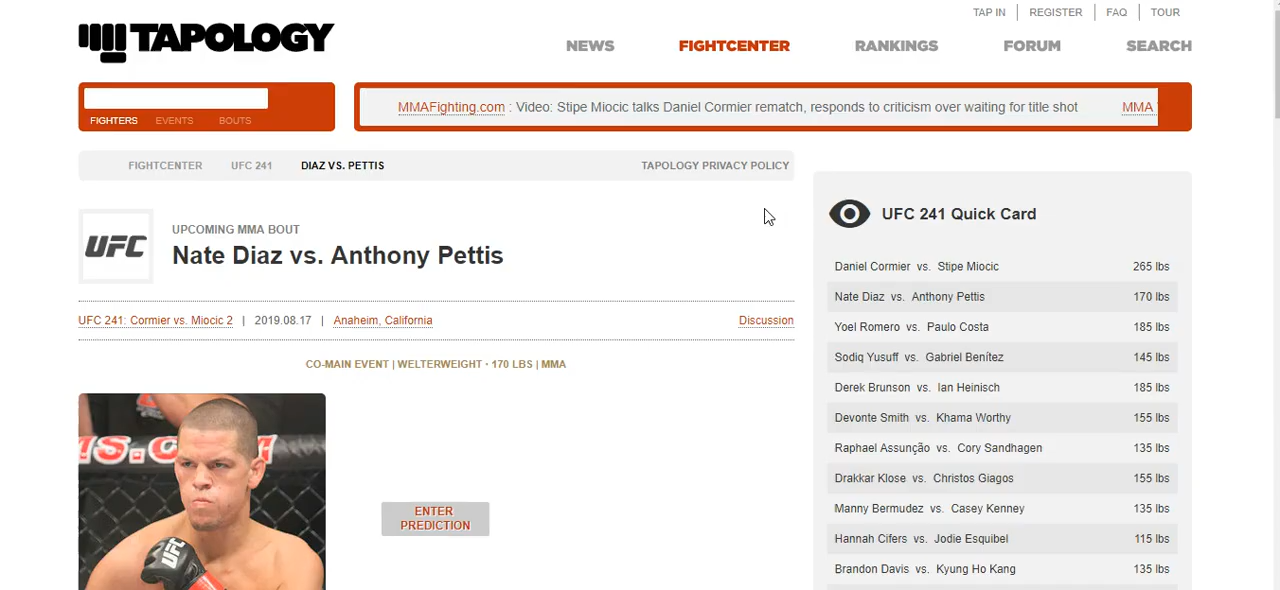 TAP IN | REGISTER | FAQ | TOUR
TAPOLOGY
NEWS FIGHTCENTER RANKINGS FORUM SEARCH
FIGHTERS EVENTS BOUTS
MMAFighting.com : Video: Stipe Miocic talks Daniel Cormier rematch, responds to criticism over waiting for title shot MMA
FIGHTCENTER UFC 241 DIAZ VS. PETTIS TAPOLOGY PRIVACY POLICY
UFC
UPCOMING MMA BOUT
Nate Diaz vs. Anthony Pettis
UFC 241: Cormier vs. Miocic 2 | 2019.08.17 | Anaheim, California Discussion
CO-MAIN EVENT | WELTERWEIGHT · 170 LBS | MMA
MS.C
UFC
ENTER
PREDICTION
UFC 241 Quick Card
Daniel Cormier vs. Stipe Miocic 265 lbs
Nate Diaz vs. Anthony Pettis 170 lbs
Yoel Romero vs. Paulo Costa 185 lbs
Sodiq Yusuff vs. Gabriel Benítez 145 lbs
Derek Brunson vs. Ian Heinisch 185 lbs
Devonte Smith vs. Khama Worthy 155 lbs
Raphael Assunção vs. Cory Sandhagen 135 lbs
Drakkar Klose vs. Christos Giagos 155 lbs
Manny Bermudez vs. Casey Kenney 135 lbs
Hannah Cifers vs. Jodie Esquibel 115 lbs
Brandon Davis vs. Kyung Ho Kang 135 lbs